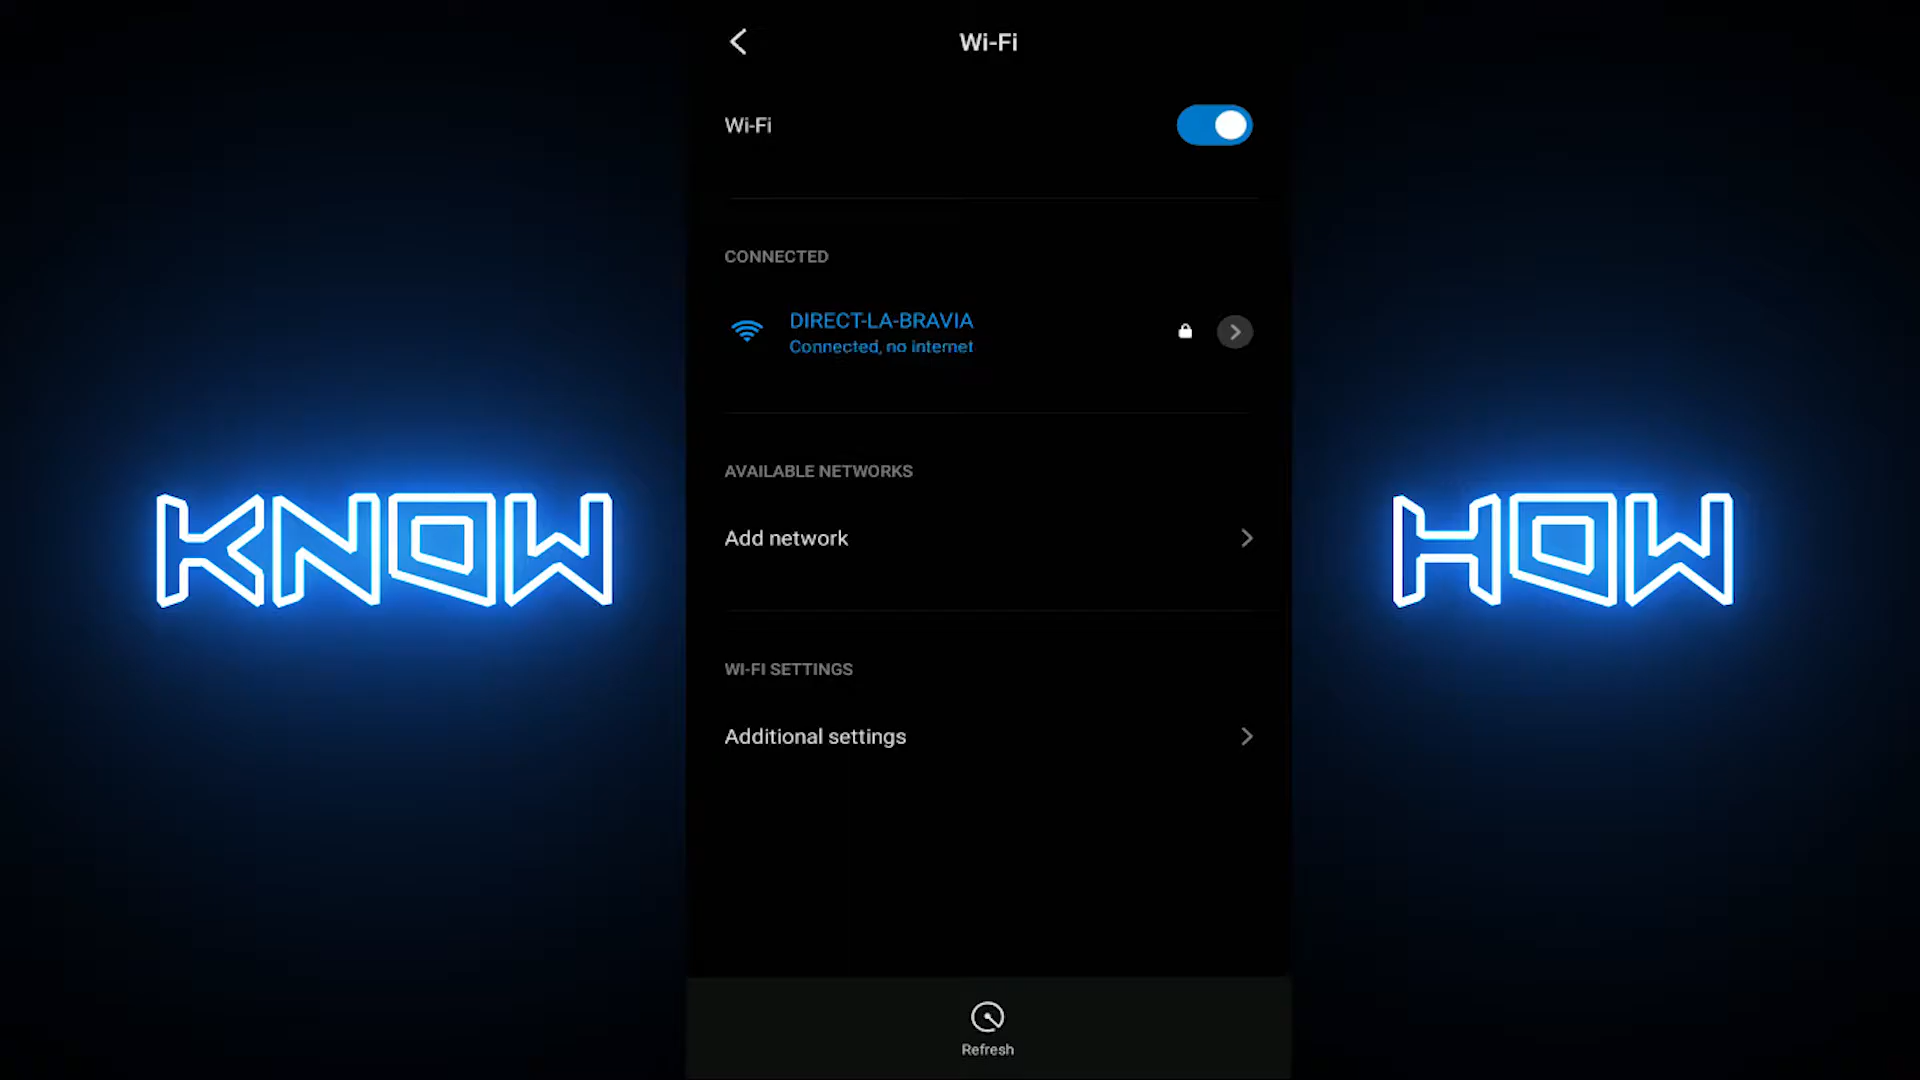 Wi-Fi
Wi-Fi
CONNECTED
DIRECT-LA-BRAVIA
Connected, no internet
AVAILABLE NETWORKS
Add network
KNOW
HOW
WI-FI SETTINGS
Additional settings
Refresh